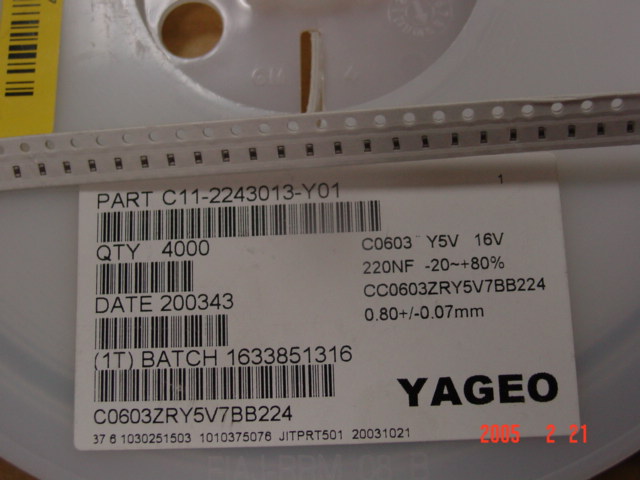 PART C11-2243013-Y01
1
QTY 4000
C0603 Y5V 16V
220NF -20~+80%
CC0603ZRY5V7BB224
DATE 200343
0.80+/-0.07mm
(1T) BATCH 1633851316
YAGEO
C0603ZRY5V7BB224
37 6 1030251503 1010375076 JITPRT501 20031021
2005 2 21